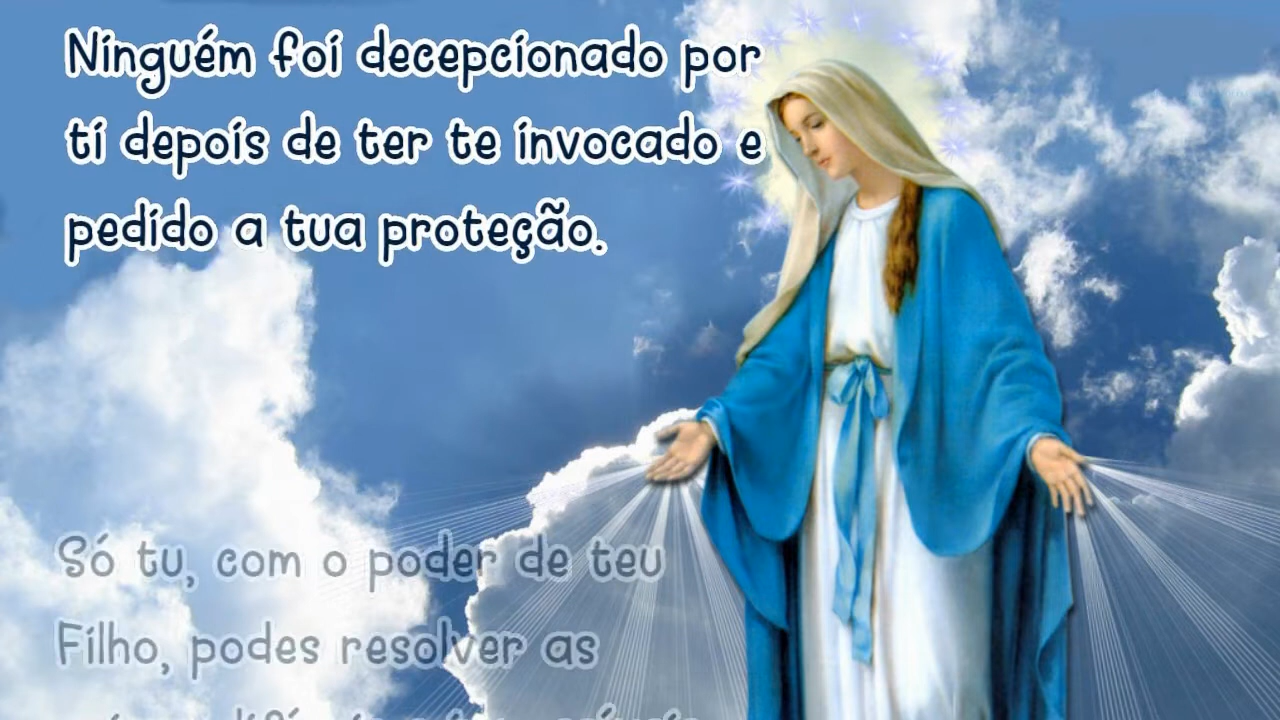 Ninguém foi decepcionado por
ti depois de ter te invocado e
pedido a tua proteção.
Só tu, com o poder de teu
Filho, podes resolver as